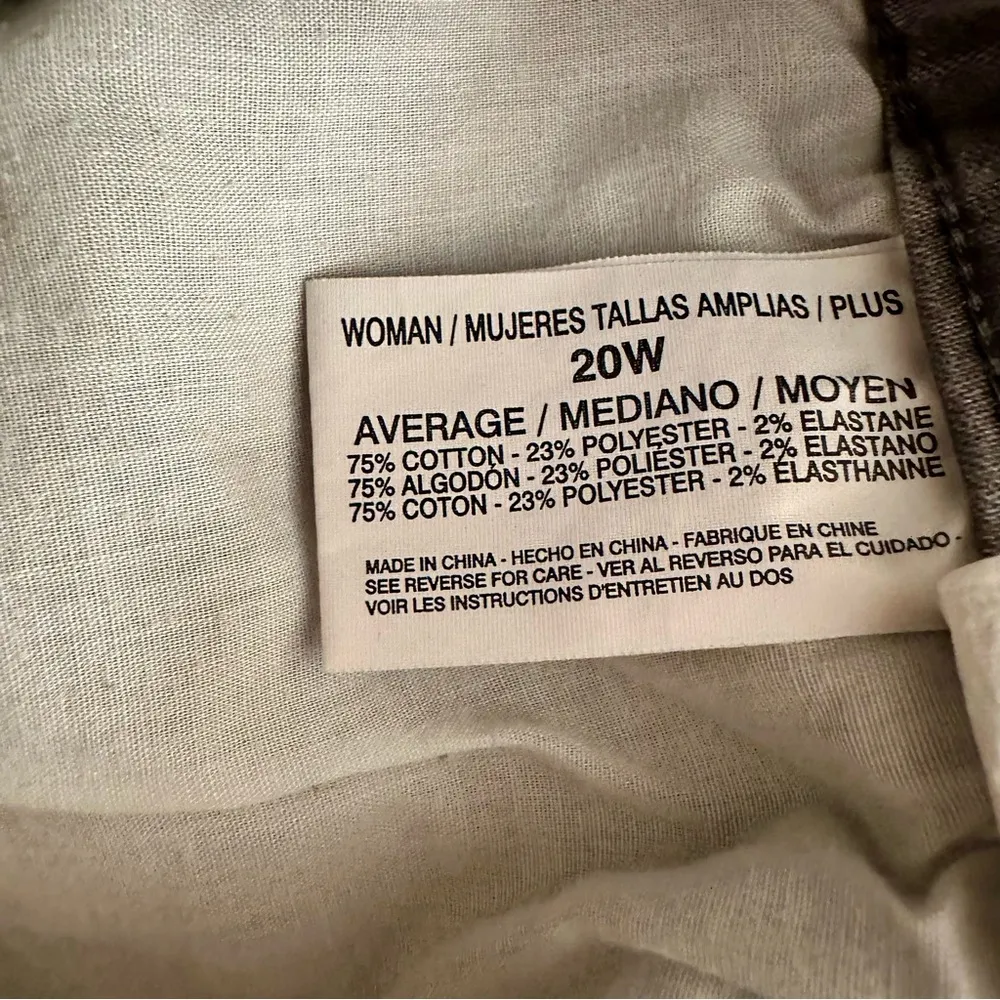 WOMAN / MUJERES TALLAS AMPLIAS / PLUS
20W
AVERAGE / MEDIANO / MOYEN
75% COTTON - 23% POLYESTER - 2% ELASTANE
75% ALGODÓN - 23% POLIÉSTER - 2% ELASTANO
75% COTON - 23% POLYESTER - 2% ÉLASTHANNE
MADE IN CHINA - HECHO EN CHINA - FABRIQUE EN CHINE
SEE REVERSE FOR CARE - VER AL REVERSO PARA EL CUIDADO -
VOIR LES INSTRUCTIONS D'ENTRETIEN AU DOS